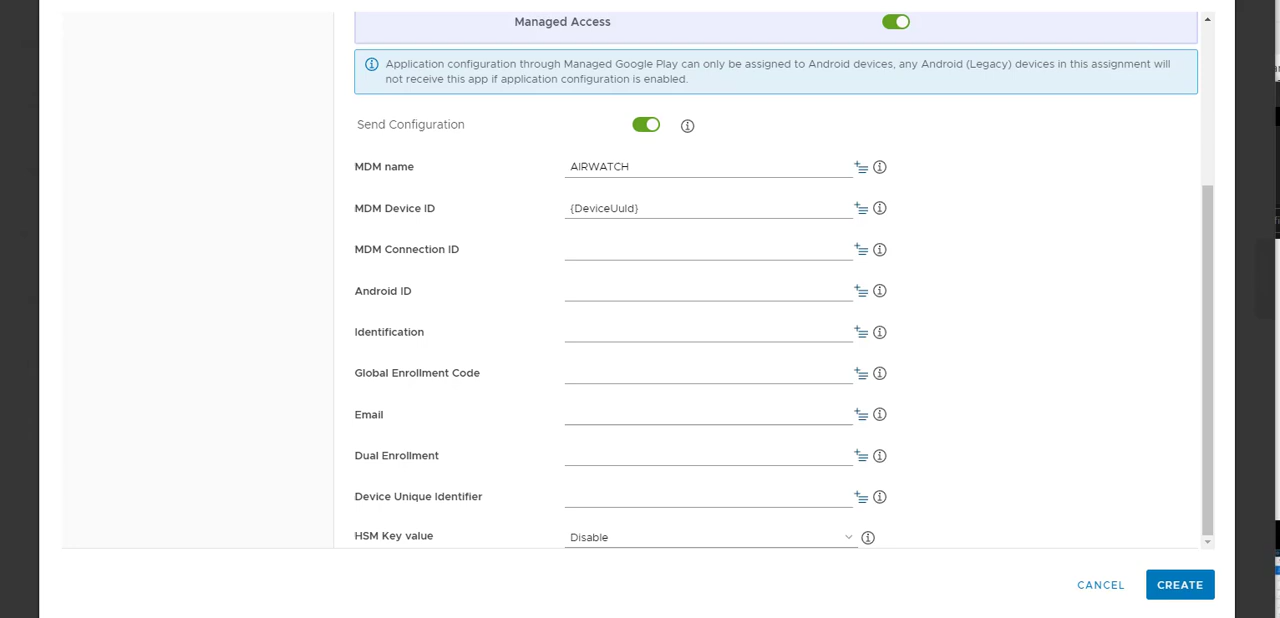 Managed Access
Application configuration through Managed Google Play can only be assigned to Android devices, any Android (Legacy) devices in this assignment will
not receive this app if application configuration is enabled.
Send Configuration
MDM name AIRWATCH
MDM Device ID {DeviceUuId}
MDM Connection ID
Android ID
Identification
Global Enrollment Code
Email
Dual Enrollment
Device Unique Identifier
HSM Key value Disable
CANCEL CREATE